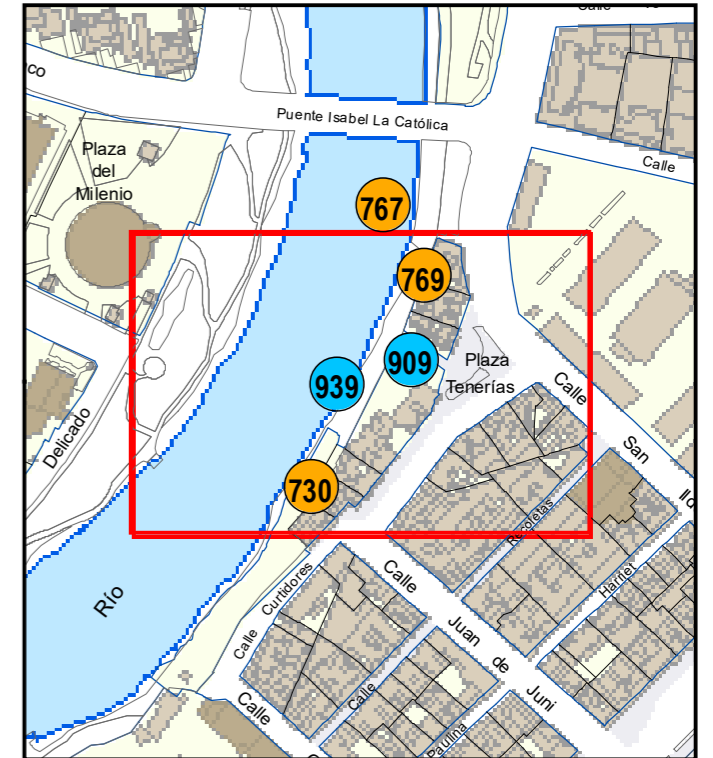 Calle
co
Puente Isabel La Católica
Plaza
del
Milenio
Calle
767
769
909
Plaza
Tenerías
939
Calle
Delicado
San
730
Recoletas
Río
Curtidores
Calle
Harriet
Calle
Juan
de
Juni
Calle
Calle
Paulina